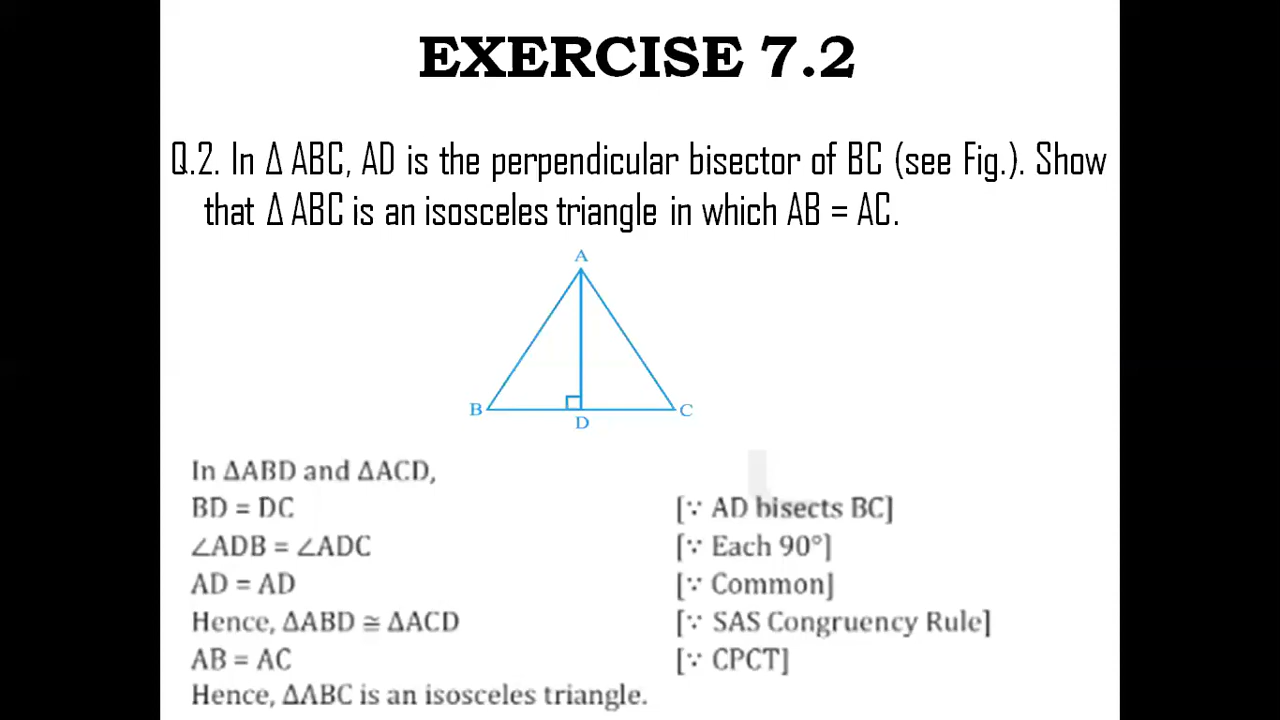 EXERCISE 7.2
Q.2. In Δ ABC, AD is the perpendicular bisector of BC (see Fig.). Show
that Δ ABC is an isosceles triangle in which AB = AC.
A
B
C
D
In ΔABD and ΔACD,
BD = DC [∵ AD bisects BC]
∠ADB = ∠ADC [∵ Each 90°]
AD = AD [∵ Common]
Hence, ΔABD ≅ ΔACD [∵ SAS Congruency Rule]
AB = AC [∵ CPCT]
Hence, ΔABC is an isosceles triangle.